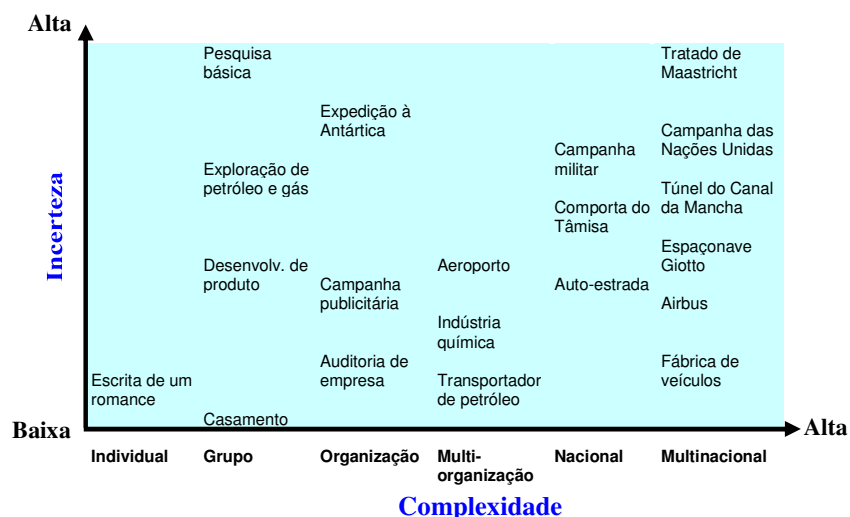 Alta
Pesquisa
básica
Tratado de
Maastricht
Expedição à
Antártica
Campanha das
Nações Unidas
Campanha
militar
Exploração de
petróleo e gás
Túnel do Canal
da Mancha
Comporta do
Tâmisa
Incerteza
Espaçonave
Giotto
Desenvolv. de
produto
Aeroporto
Campanha
publicitária
Auto-estrada
Airbus
Indústria
química
Auditoria de
empresa
Fábrica de
veículos
Escrita de um
romance
Transportador
de petróleo
Casamento
Baixa
Alta
Individual
Grupo
Organização
Multi-
organização
Nacional
Multinacional
Complexidade